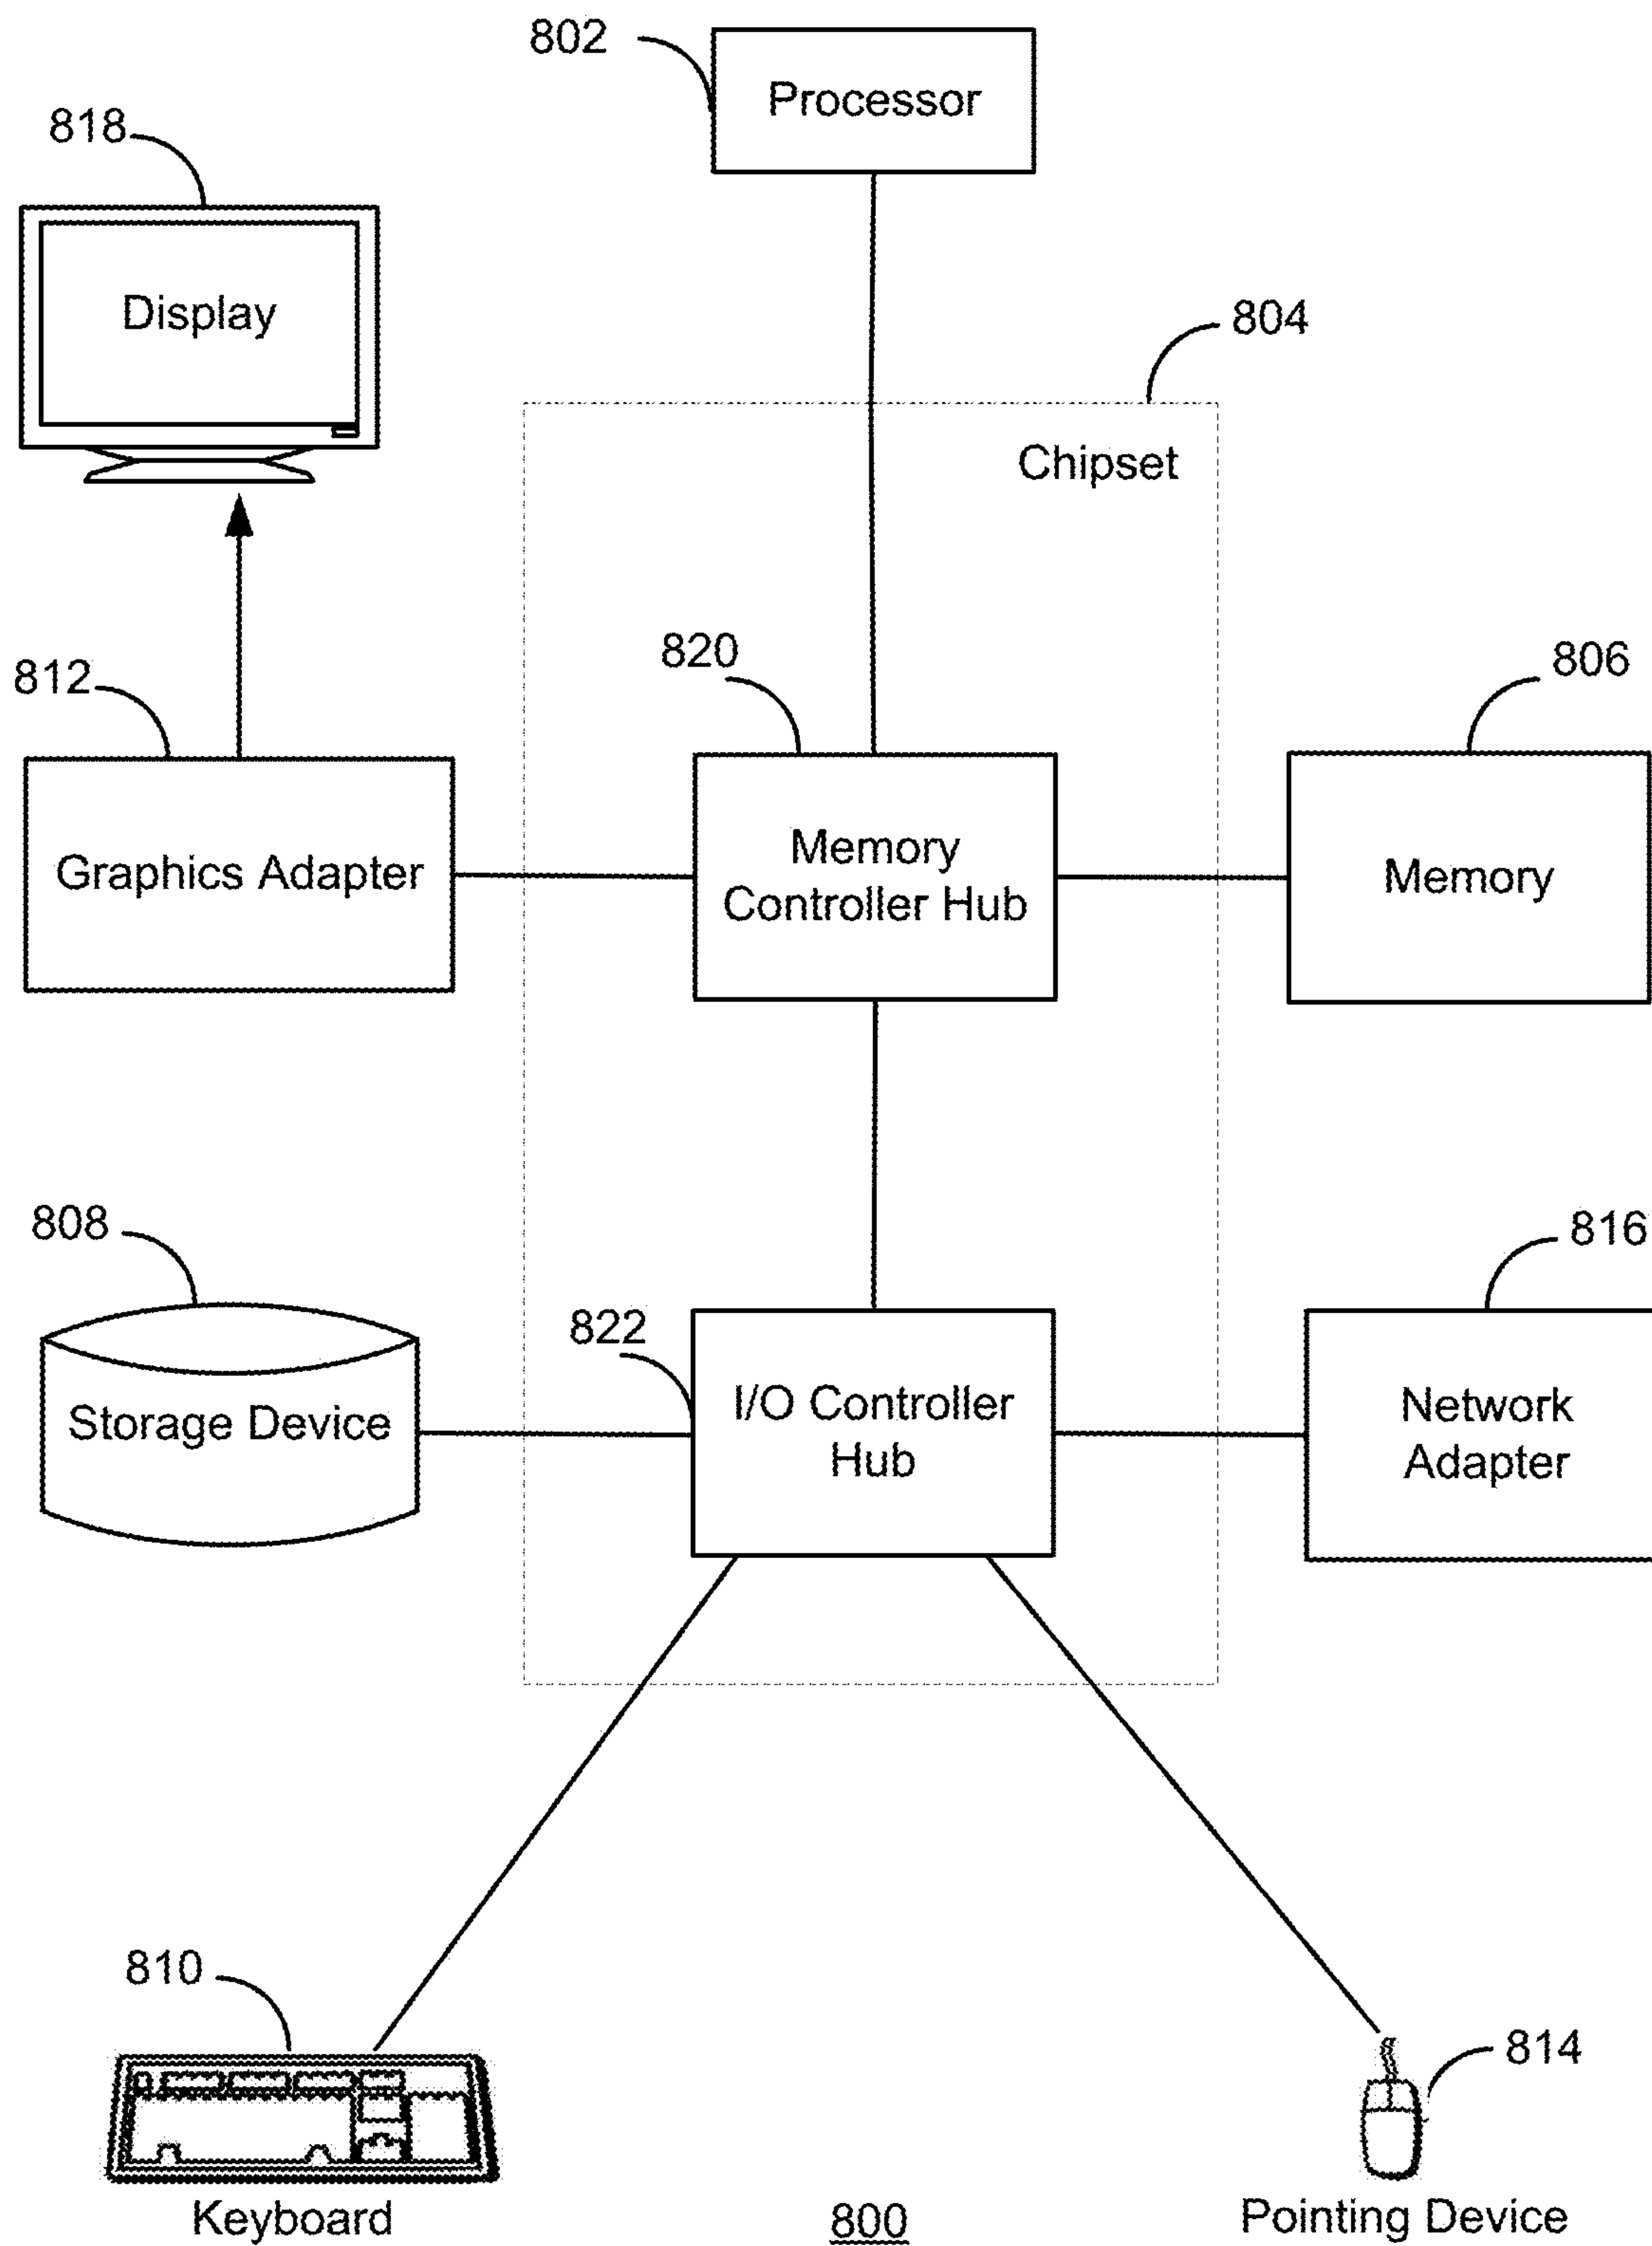 802
Processor
818
Display
804
Chipset
812
820
806
Graphics Adapter
Memory
Controller Hub
Memory
808
822
816
Storage Device
I/O Controller
Hub
Network
Adapter
810
814
Keyboard
800
Pointing Device